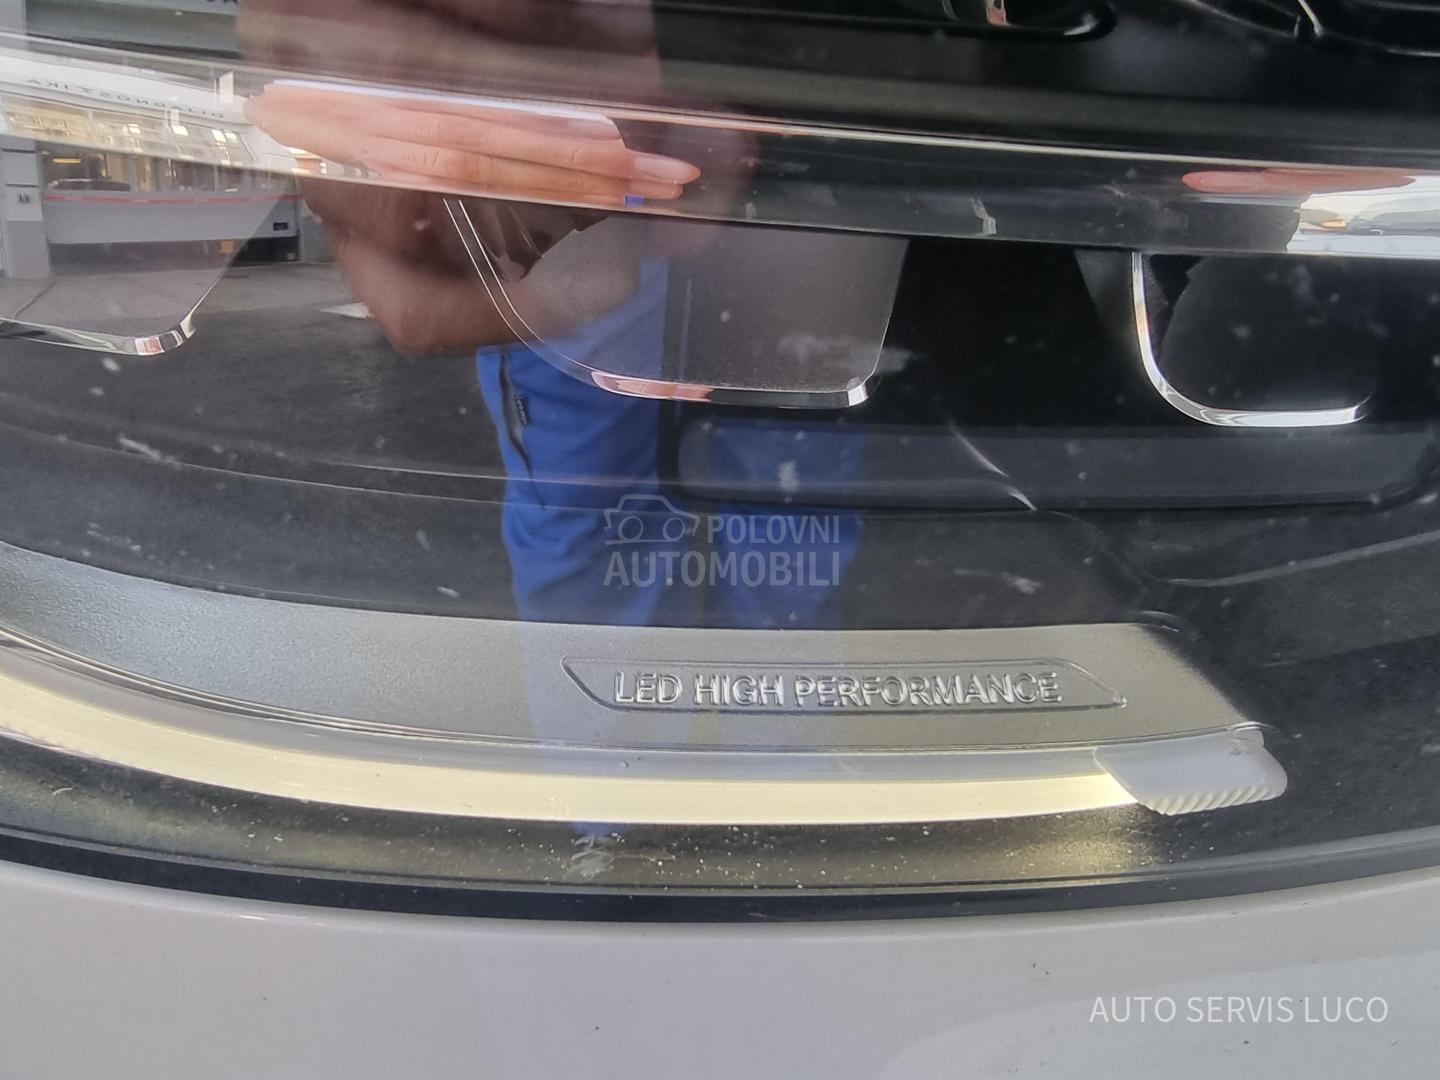 POLOVNI
AUTOMOBILI
LED HIGH PERFORMANCE
AUTO SERVIS LUCO